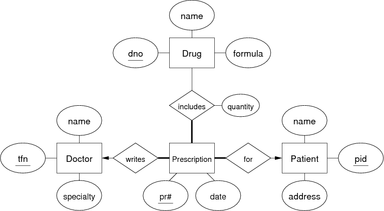 name
dno
Drug
formula
includes
quantity
name
name
tfn
Doctor
writes
Prescription
for
Patient
pid
specialty
pr#
date
address